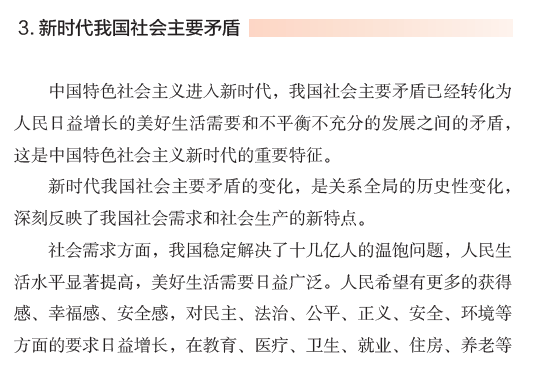 3. 新时代我国社会主要矛盾
中国特色社会主义进入新时代，我国社会主要矛盾已经转化为
人民日益增长的美好生活需要和不平衡不充分的发展之间的矛盾，
这是中国特色社会主义新时代的重要特征。
新时代我国社会主要矛盾的变化，是关系全局的历史性变化，
深刻反映了我国社会需求和社会生产的新特点。
社会需求方面，我国稳定解决了十几亿人的温饱问题，人民生
活水平显著提高，美好生活需要日益广泛。人民希望有更多的获得
感、幸福感、安全感，对民主、法治、公平、正义、安全、环境等
方面的要求日益增长，在教育、医疗、卫生、就业、住房、养老等